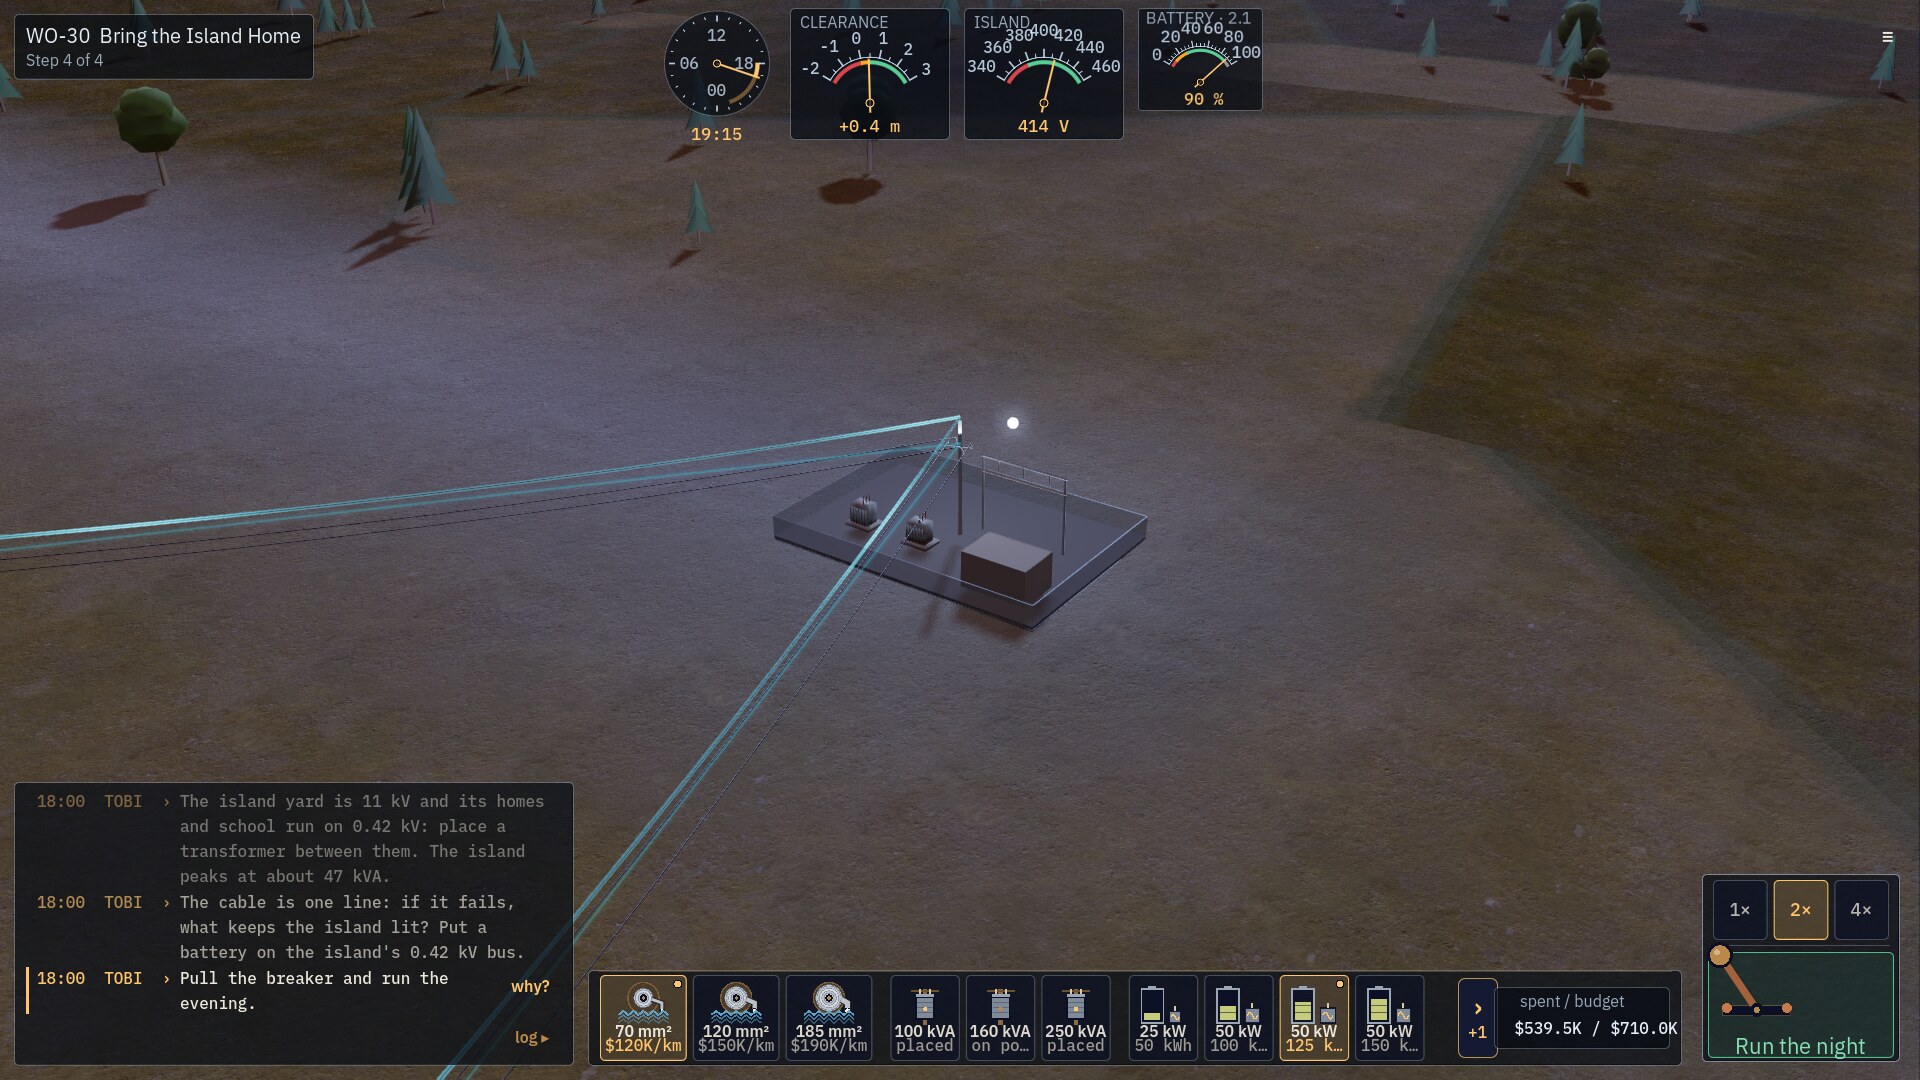 WO-30 Bring the Island Home
Step 4 of 4
12
06
18
00
19:15
CLEARANCE
-2 -1 0 1 2 3
+0.4 m
ISLAND
340 360 380 400 420 440 460
414 V
BATTERY · 2.1
0 20 40 60 80 100
90 %
≡
18:00 TOBI › The island yard is 11 kV and its homes
and school run on 0.42 kV: place a
transformer between them. The island
peaks at about 47 kVA.
18:00 TOBI › The cable is one line: if it fails,
what keeps the island lit? Put a
battery on the island's 0.42 kV bus.
18:00 TOBI › Pull the breaker and run the
evening.
why?
log ▸
70 mm²
$120K/km
120 mm²
$150K/km
185 mm²
$190K/km
100 kVA
placed
160 kVA
on po…
250 kVA
placed
25 kW
50 kWh
50 kW
100 k…
50 kW
125 k…
50 kW
150 k…
›
+1
spent / budget
$539.5K / $710.0K
1×
2×
4×
Run the night